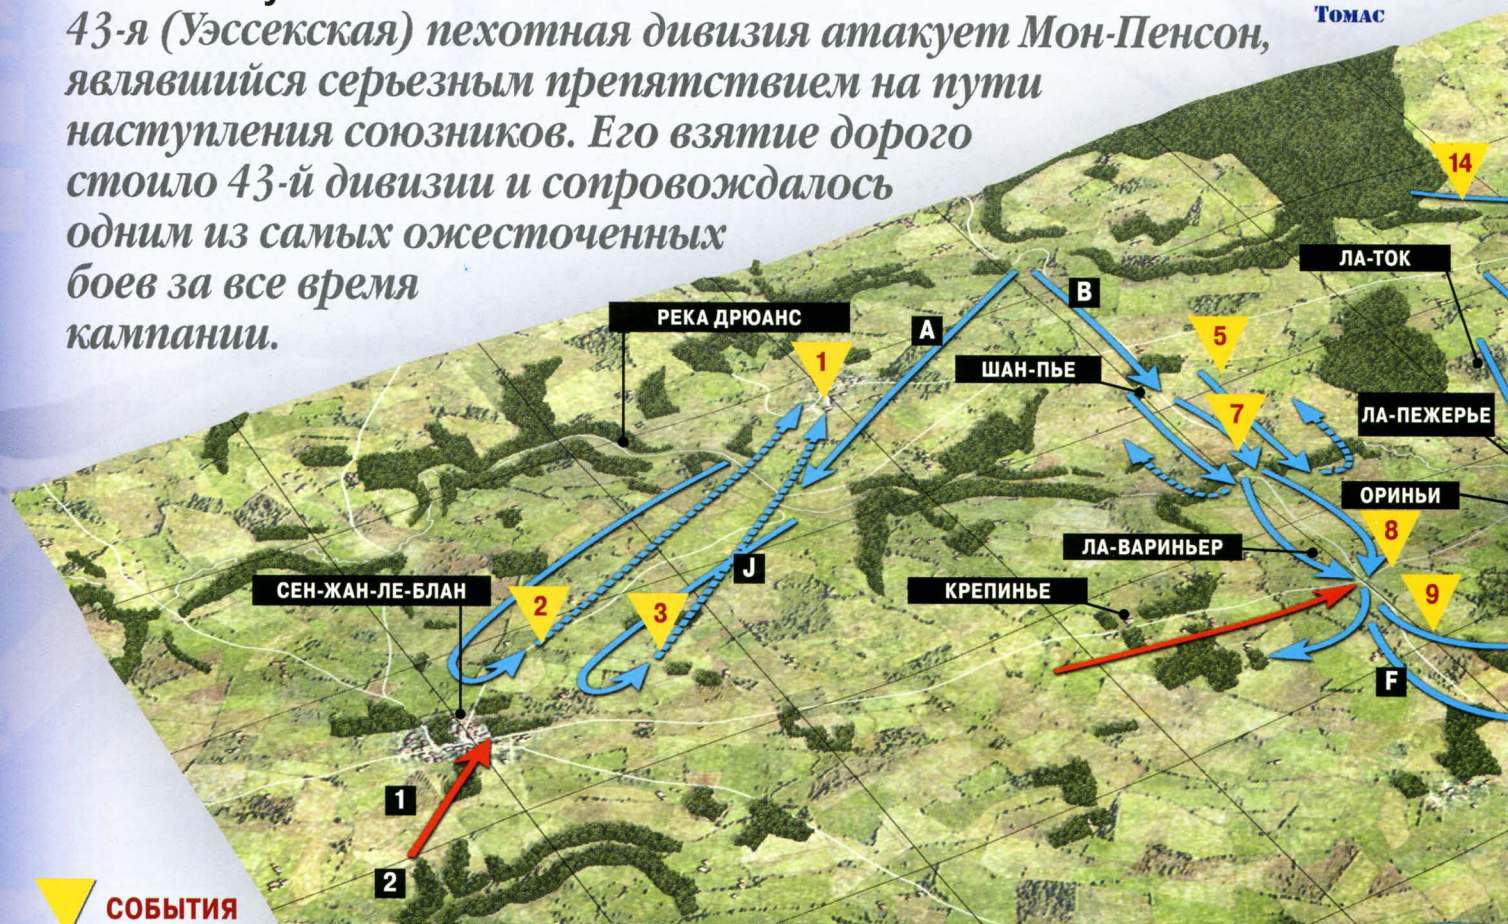 Томас
43-я (Уэссекская) пехотная дивизия атакует Мон-Пенсон,
являвшийся серьезным препятствием на пути
наступления союзников. Его взятие дорого
стоило 43-й дивизии и сопровождалось
одним из самых ожесточенных
боев за все время
кампании.
14
ЛА-ТОК
B
РЕКА ДРЮАНС
A
5
1
ШАН-ПЬЕ
7
ЛА-ПЕЖЕРЬЕ
ОРИНЬИ
8
ЛА-ВАРИНЬЕР
J
СЕН-ЖАН-ЛЕ-БЛАН
КРЕПИНЬЕ
2
3
9
F
1
2
СОБЫТИЯ